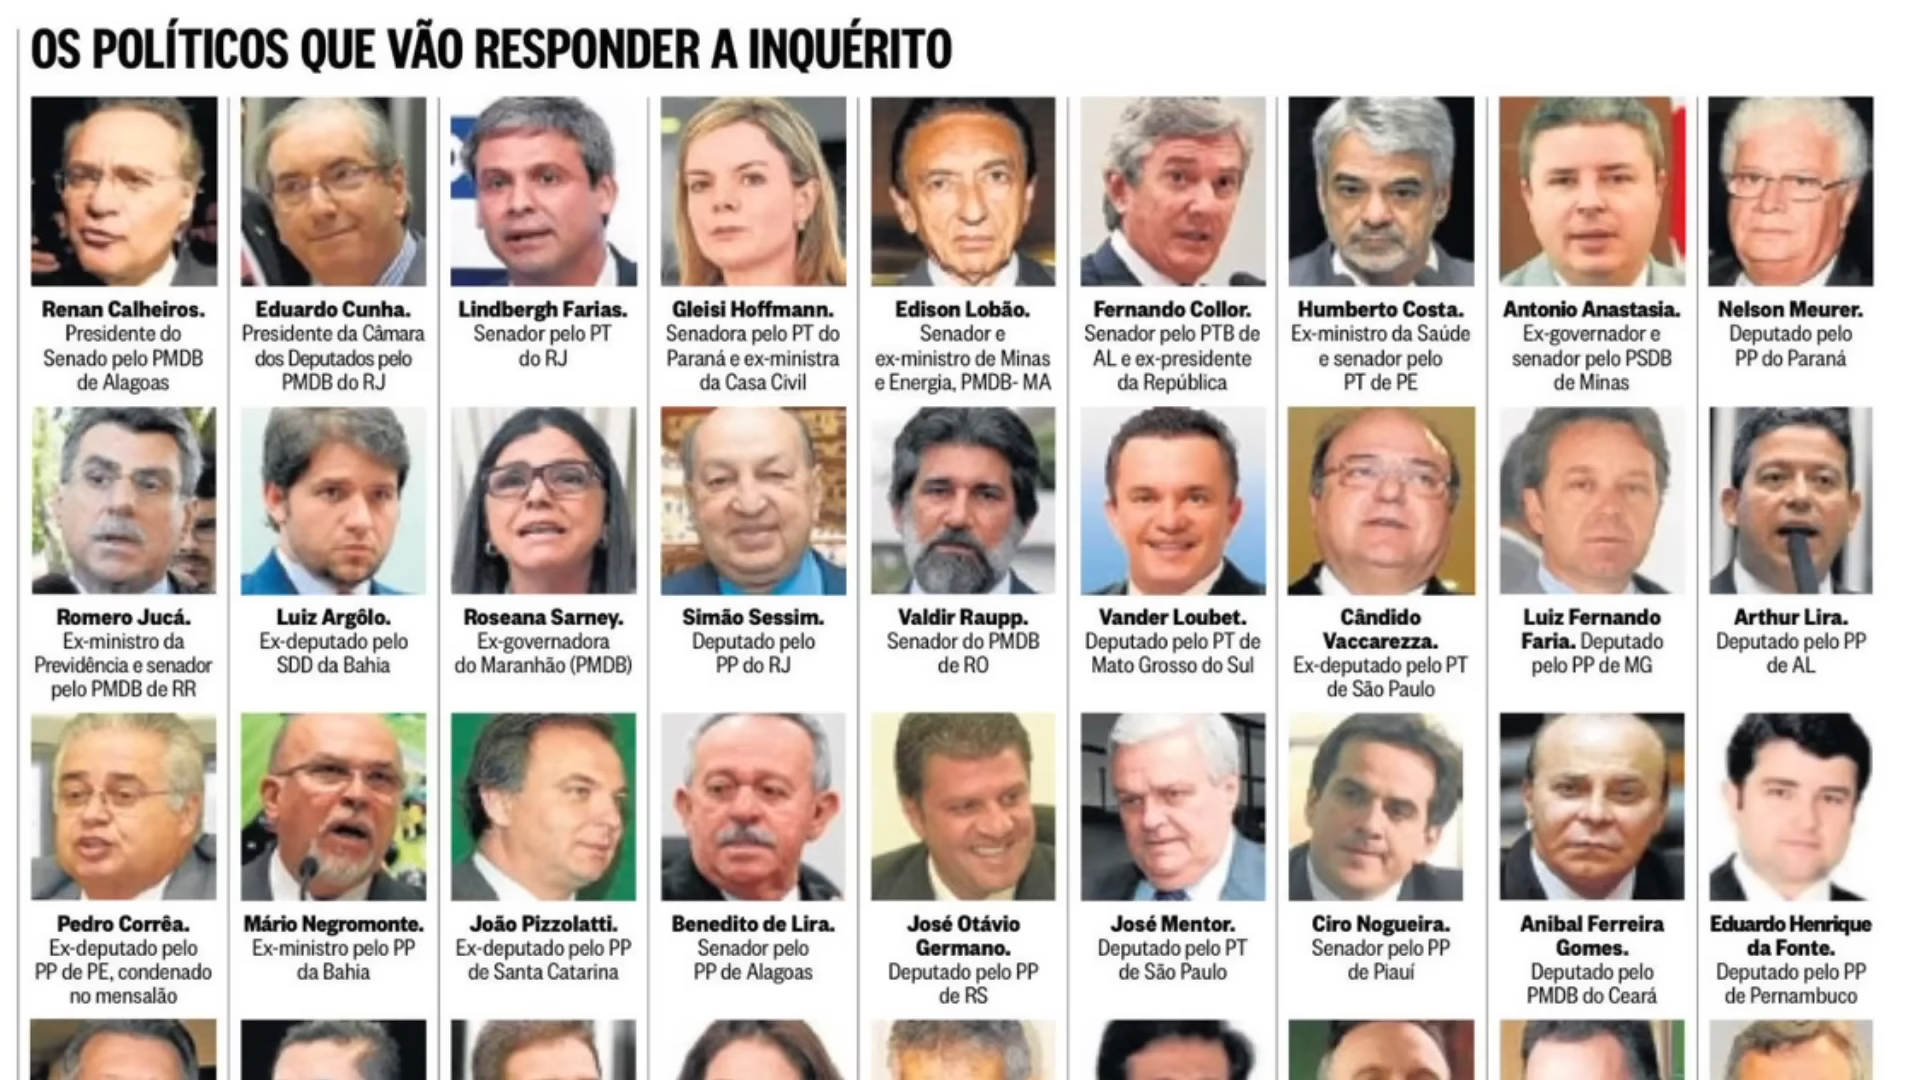 OS POLÍTICOS QUE VÃO RESPONDER A INQUÉRITO
Renan Calheiros.
Presidente do
Senado pelo PMDB
de Alagoas
Eduardo Cunha.
Presidente da Câmara
dos Deputados pelo
PMDB do RJ
Lindbergh Farias.
Senador pelo PT
do RJ
Gleisi Hoffmann.
Senadora pelo PT do
Paraná e ex-ministra
da Casa Civil
Edison Lobão.
Senador e
ex-ministro de Minas
e Energia, PMDB- MA
Fernando Collor.
Senador pelo PTB de
AL e ex-presidente
da República
Humberto Costa.
Ex-ministro da Saúde
e senador pelo
PT de PE
Antonio Anastasia.
Ex-governador e
senador pelo PSDB
de Minas
Nelson Meurer.
Deputado pelo
PP do Paraná
Romero Jucá.
Ex-ministro da
Previdência e senador
pelo PMDB de RR
Luiz Argôlo.
Ex-deputado pelo
SDD da Bahia
Roseana Sarney.
Ex-governadora
do Maranhão (PMDB)
Simão Sessim.
Deputado pelo
PP do RJ
Valdir Raupp.
Senador do PMDB
de RO
Vander Loubet.
Deputado pelo PT de
Mato Grosso do Sul
Cândido
Vaccarezza.
Ex-deputado pelo PT
de São Paulo
Luiz Fernando
Faria. Deputado
pelo PP de MG
Arthur Lira.
Deputado pelo PP
de AL
Pedro Corrêa.
Ex-deputado pelo
PP de PE, condenado
no mensalão
Mário Negromonte.
Ex-ministro pelo PP
da Bahia
João Pizzolatti.
Ex-deputado pelo PP
de Santa Catarina
Benedito de Lira.
Senador pelo
PP de Alagoas
José Otávio
Germano.
Deputado pelo PP
de RS
José Mentor.
Deputado pelo PT
de São Paulo
Ciro Nogueira.
Senador pelo PP
de Piauí
Anibal Ferreira
Gomes.
Deputado pelo
PMDB do Ceará
Eduardo Henrique
da Fonte.
Deputado pelo PP
de Pernambuco